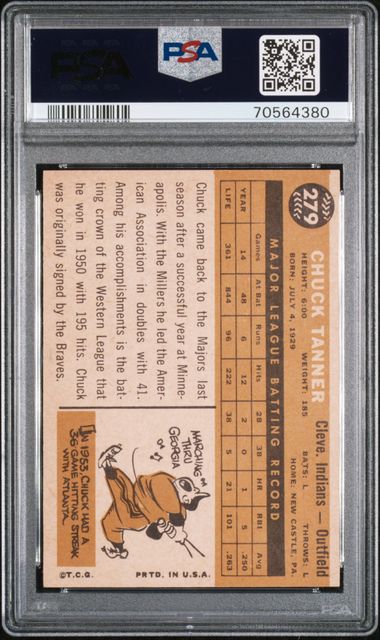 PSA
PSA
70564380
279
CHUCK TANNER
Cleve. Indians — Outfield
HEIGHT: 6:00 WEIGHT: 185 BATS: L THROWS: L
BORN: JULY 4, 1929 HOME: NEW CASTLE, PA.
MAJOR LEAGUE BATTING RECORD
Games At Bat Runs Hits 2B 3B HR RBI Avg
YEAR 14 48 6 12 2 0 1 5 .250
LIFE 361 844 96 222 38 5 21 101 .263
Chuck came back to the Majors last
season after a successful year at Minne-
apolis. With the Millers he led the Amer-
ican Association in doubles with 41.
Among his accomplishments is the bat-
ting crown of the Western League that
he won in 1950 with 195 hits. Chuck
was originally signed by the Braves.
MARCHING
THRU
GEORGIA
IN 1953, CHUCK HAD A
36 GAME HITTING STREAK
WITH ATLANTA.
©T.C.G. PRTD. IN U.S.A.